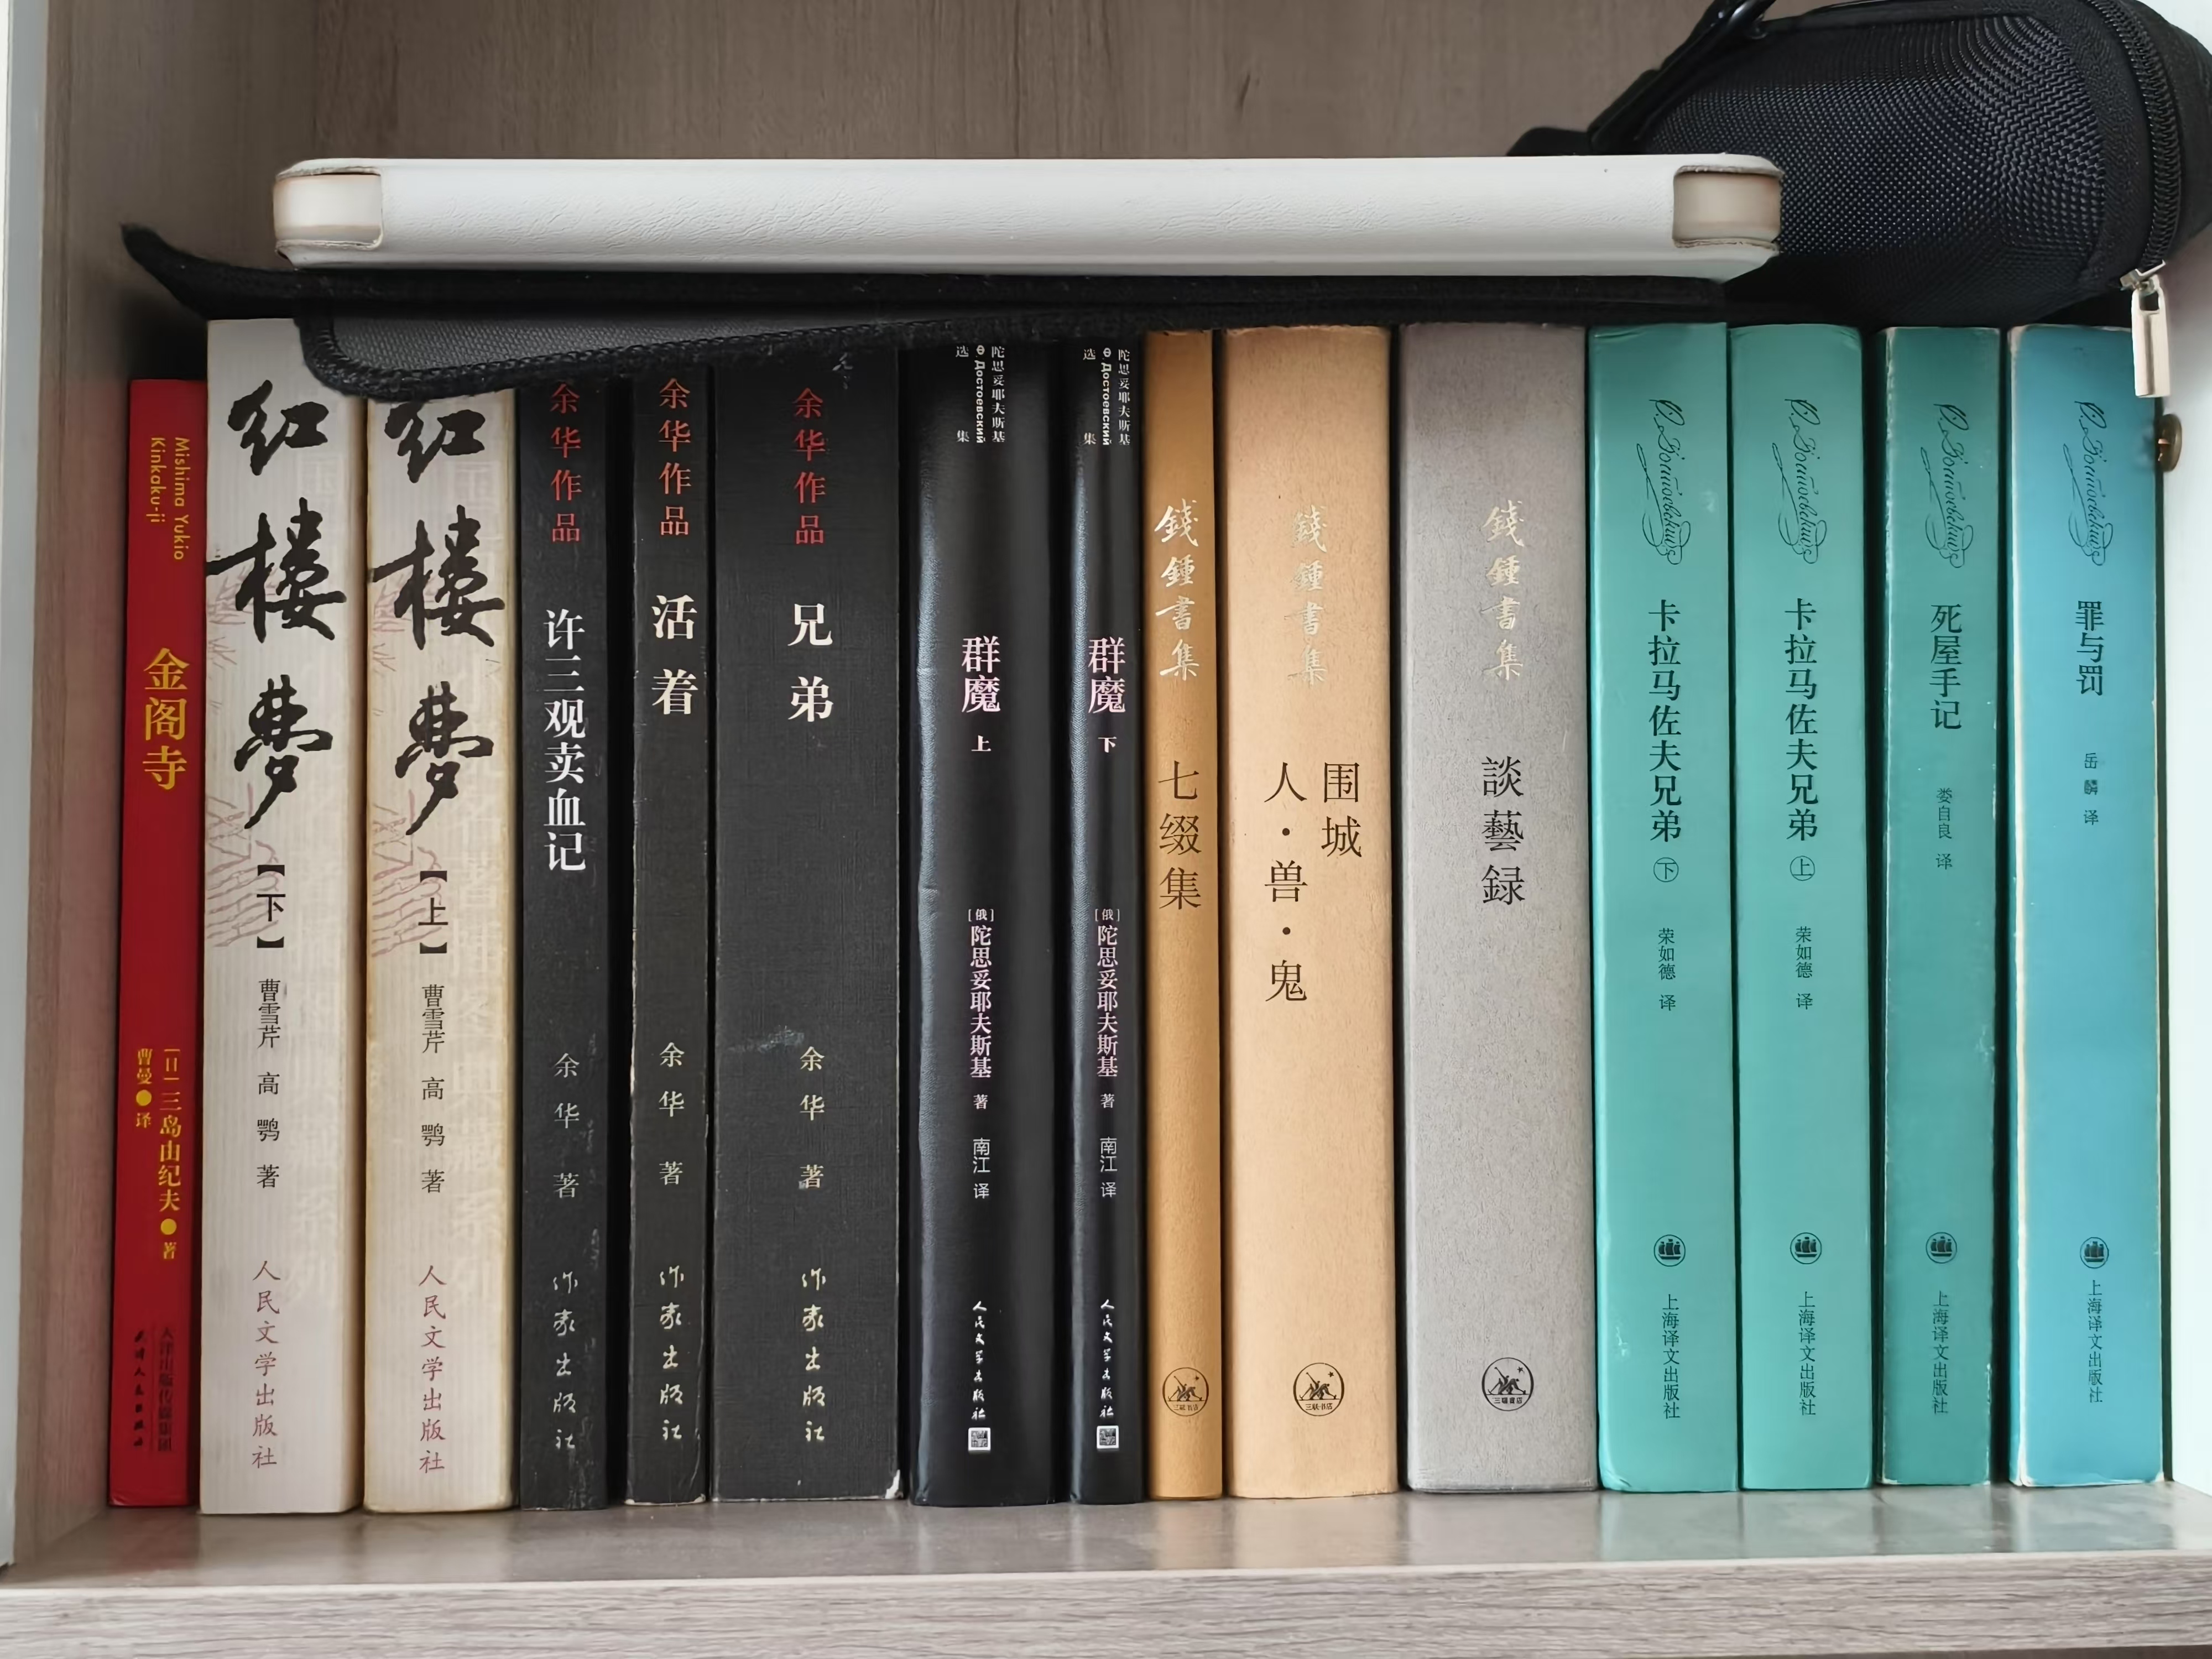 Mishima Yukio
Kinkaku-ji
金阁寺
[日]三岛由纪夫●著
曹曼●译
天津出版传媒集团
天津人民出版社
红楼梦
【下】
曹雪芹 高鹗 著
人民文学出版社
红楼梦
【上】
曹雪芹 高鹗 著
人民文学出版社
余华作品
许三观卖血记
余华 著
作家出版社
余华作品
活着
余华 著
作家出版社
余华作品
兄弟
余华 著
作家出版社
陀思妥耶夫斯基
Ф Достоевский
选集
群魔
上
[俄]陀思妥耶夫斯基 著
南江 译
人民文学出版社
陀思妥耶夫斯基
Ф Достоевский
选集
群魔
下
[俄]陀思妥耶夫斯基 著
南江 译
人民文学出版社
錢鍾書集
七缀集
三联书店
錢鍾書集
围城
人·兽·鬼
三联书店
錢鍾書集
談藝録
三联书店
卡拉马佐夫兄弟
下
荣如德 译
上海译文出版社
卡拉马佐夫兄弟
上
荣如德 译
上海译文出版社
死屋手记
娄自良 译
上海译文出版社
罪与罚
岳麟 译
上海译文出版社